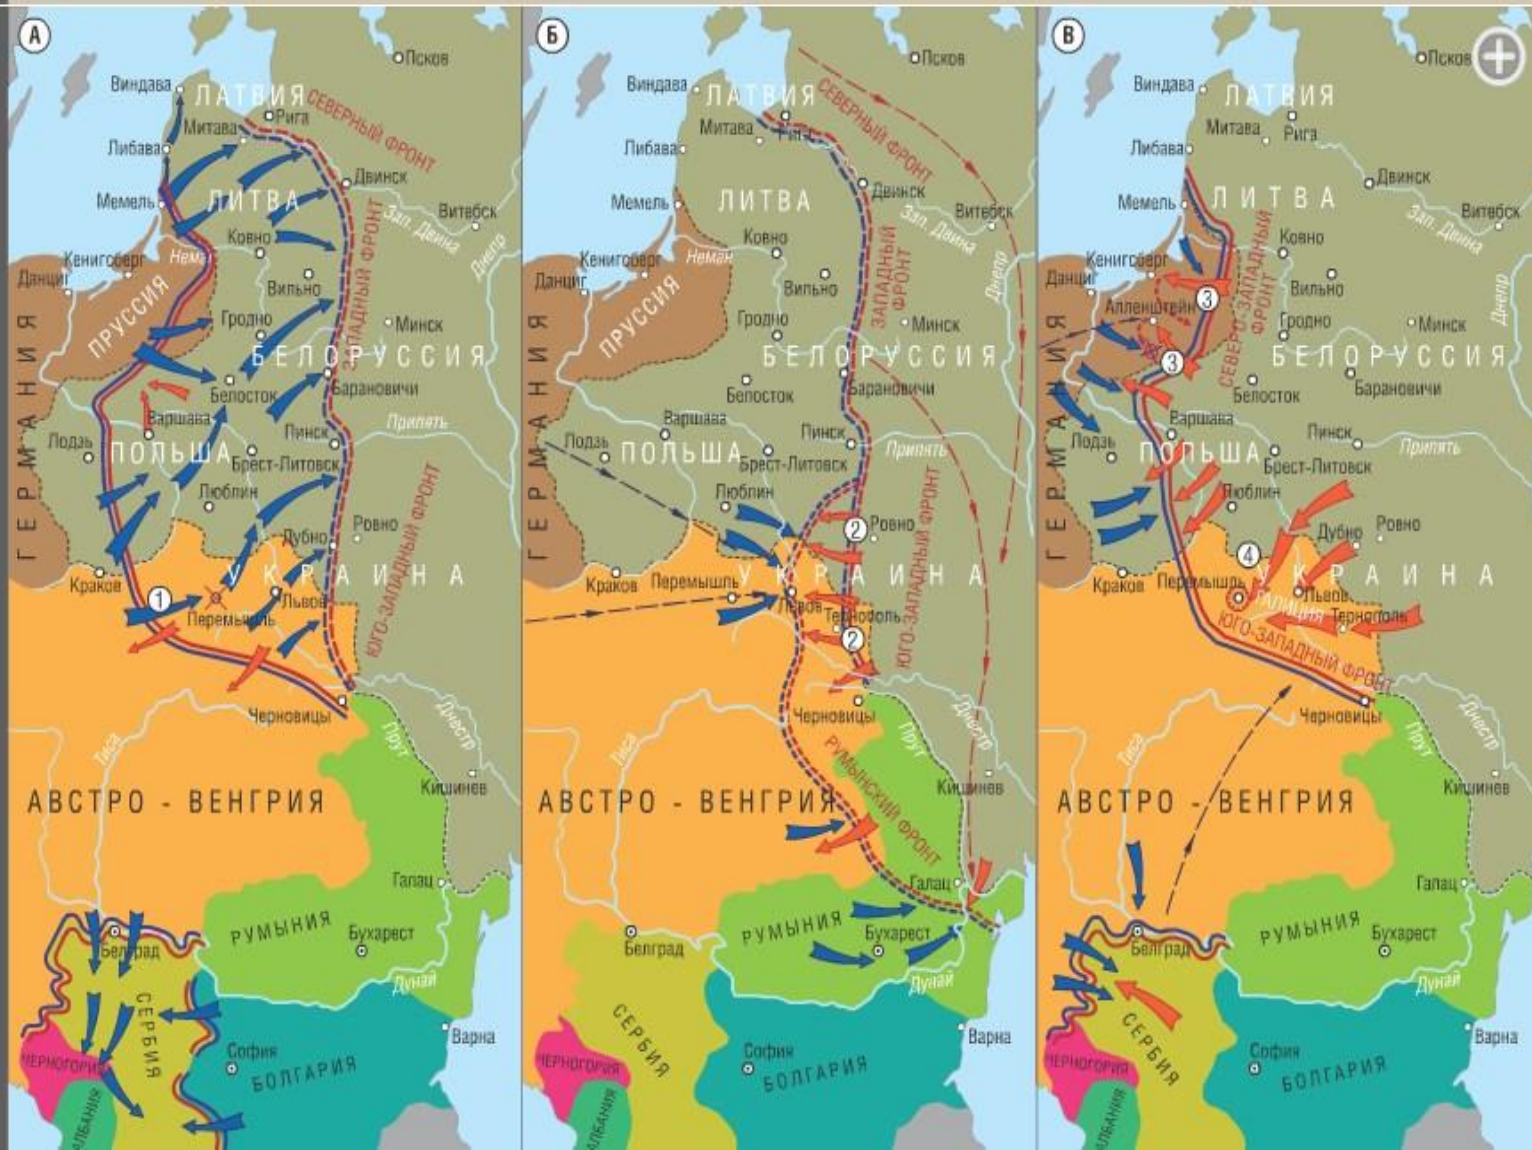 А
Псков
Виндава
ЛАТВИЯ
СЕВЕРНЫЙ ФРОНТ
Рига
Митава
Либава
Двинск
Мемель
ЛИТВА
Витебск
Зап. Двина
Ковно
Неман
Днепр
Кенигсберг
Данциг
Вильно
ЗАПАДНЫЙ ФРОНТ
ПРУССИЯ
Гродно
Минск
БЕЛОРУССИЯ
ГЕРМАНИЯ
Белосток
Барановичи
Варшава
Припять
Лодзь
ПОЛЬША
Пинск
Брест-Литовск
Люблин
ЮГО-ЗАПАДНЫЙ ФРОНТ
Ровно
Дубно
Краков
УКРАИНА
1
Львов
Перемышль
Черновицы
Тиса
Прут
Днестр
Кишинев
АВСТРО - ВЕНГРИЯ
Галац
РУМЫНИЯ
Бухарест
Белград
Дунай
СЕРБИЯ
Варна
София
ЧЕРНОГОРИЯ
БОЛГАРИЯ
АЛБАНИЯ
Б
Псков
Виндава
ЛАТВИЯ
СЕВЕРНЫЙ ФРОНТ
Митава
Рига
Либава
Двинск
Мемель
ЛИТВА
Витебск
Зап. Двина
Ковно
Неман
ЗАПАДНЫЙ
ФРОНТ
Днепр
Кенигсберг
Данциг
Вильно
ПРУССИЯ
Гродно
Минск
БЕЛОРУССИЯ
ГЕРМАНИЯ
Белосток
Барановичи
Варшава
Лодзь
ПОЛЬША
Пинск
Припять
Брест-Литовск
Люблин
ЮГО-ЗАПАДНЫЙ ФРОНТ
2
Ровно
Краков
Перемышль
УКРАИНА
Львов
Тернополь
2
Черновицы
Тиса
Прут
Днестр
РУМЫНСКИЙ ФРОНТ
Кишинев
АВСТРО - ВЕНГРИЯ
Галац
РУМЫНИЯ
Бухарест
Белград
Дунай
СЕРБИЯ
Варна
София
ЧЕРНОГОРИЯ
БОЛГАРИЯ
АЛБАНИЯ
В
Псков
Виндава
ЛАТВИЯ
Митава
Рига
Либава
Двинск
Мемель
ЛИТВА
Витебск
Зап. Двина
Ковно
СЕВЕРО-ЗАПАДНЫЙ
ФРОНТ
Днепр
Кенигсберг
Данциг
Вильно
3
Алленштейн
Гродно
Минск
БЕЛОРУССИЯ
3
ГЕРМАНИЯ
Белосток
Барановичи
Варшава
Лодзь
ПОЛЬША
Пинск
Припять
Брест-Литовск
Люблин
Дубно
Ровно
4
Краков
Перемышль
УКРАИНА
ГАЛИЦИЯ
Львов
Тернополь
ЮГО-ЗАПАДНЫЙ ФРОНТ
Черновицы
Тиса
Прут
Днестр
Кишинев
АВСТРО - ВЕНГРИЯ
Галац
РУМЫНИЯ
Бухарест
Белград
Дунай
СЕРБИЯ
Варна
София
ЧЕРНОГОРИЯ
БОЛГАРИЯ
АЛБАНИЯ